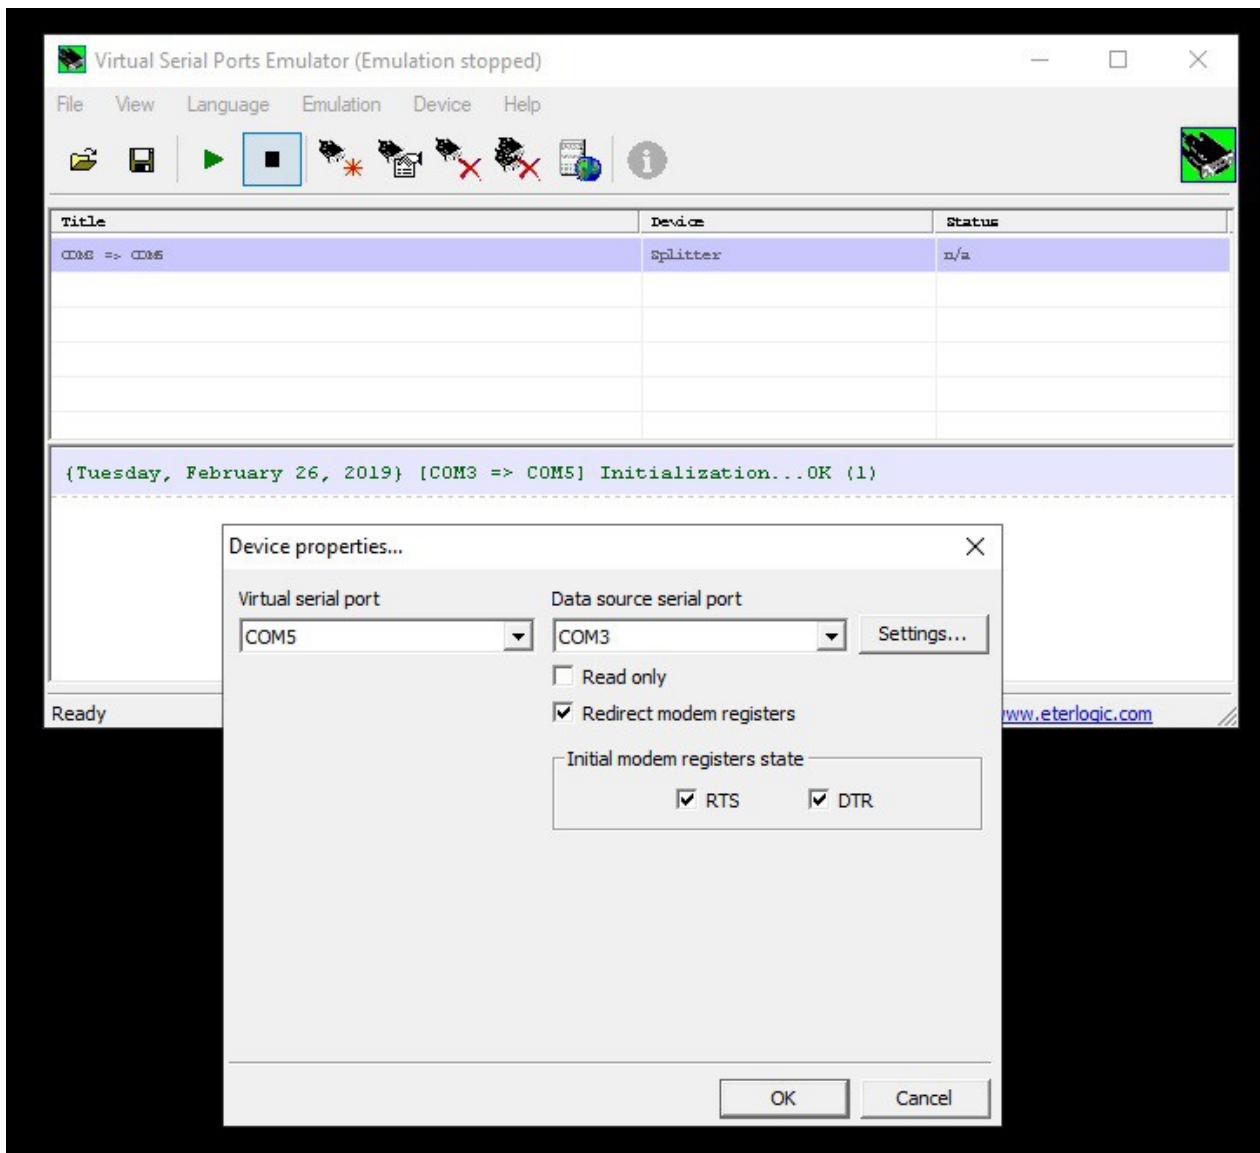 Virtual Serial Ports Emulator (Emulation stopped)
File View Language Emulation Device Help
Title Device Status
COM3 => COM5 Splitter n/a
{Tuesday, February 26, 2019} [COM3 => COM5] Initialization...OK (1)
Device properties...
Virtual serial port Data source serial port
COM5 COM3 Settings...
Read only
Redirect modem registers
Ready www.eterlogic.com
Initial modem registers state
RTS DTR
OK Cancel